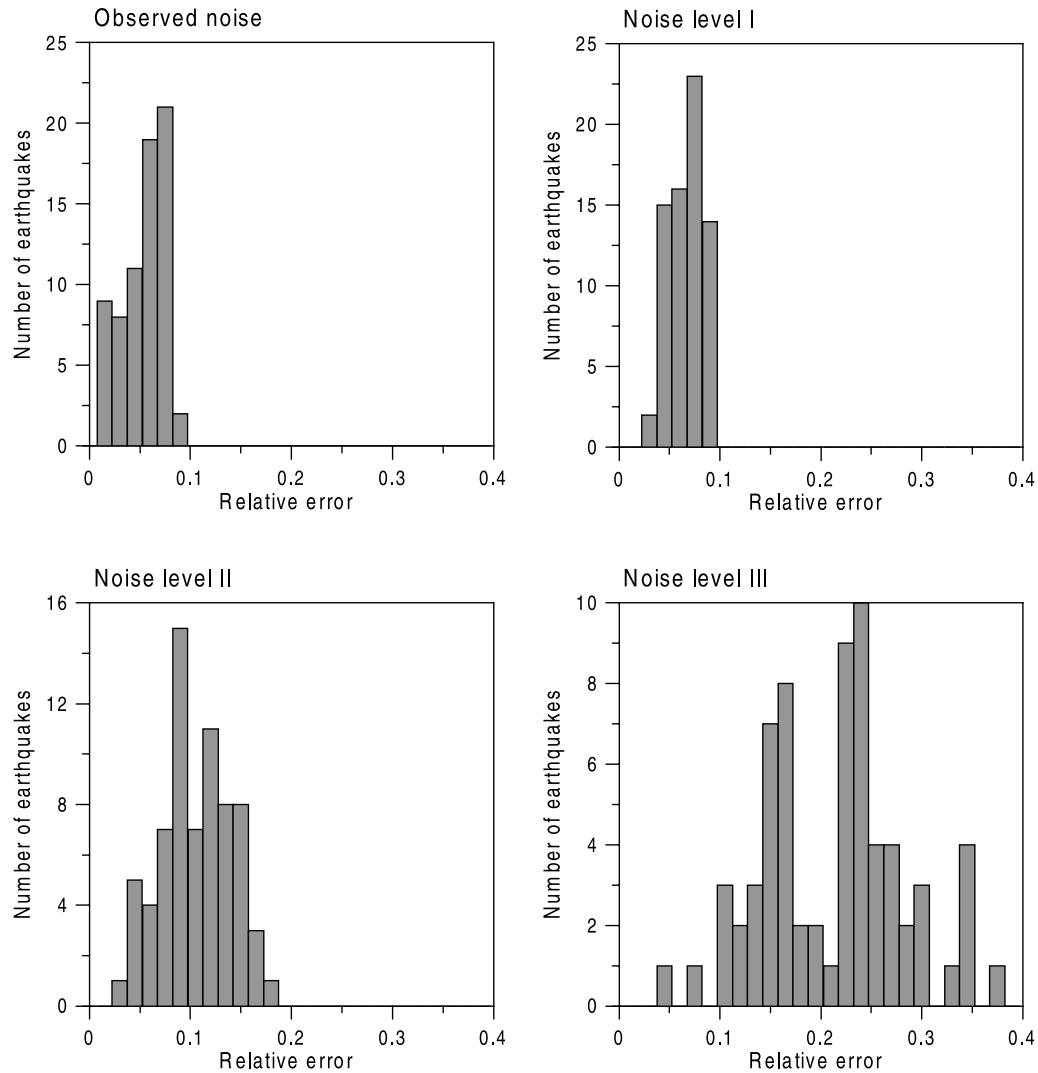 Observed noise
25
20
15
10
5
0
Number of earthquakes
0 0.1 0.2 0.3 0.4
Relative error
Noise level I
25
20
15
10
5
0
Number of earthquakes
0 0.1 0.2 0.3 0.4
Relative error
Noise level II
16
12
8
4
0
Number of earthquakes
0 0.1 0.2 0.3 0.4
Relative error
Noise level III
10
8
6
4
2
0
Number of earthquakes
0 0.1 0.2 0.3 0.4
Relative error